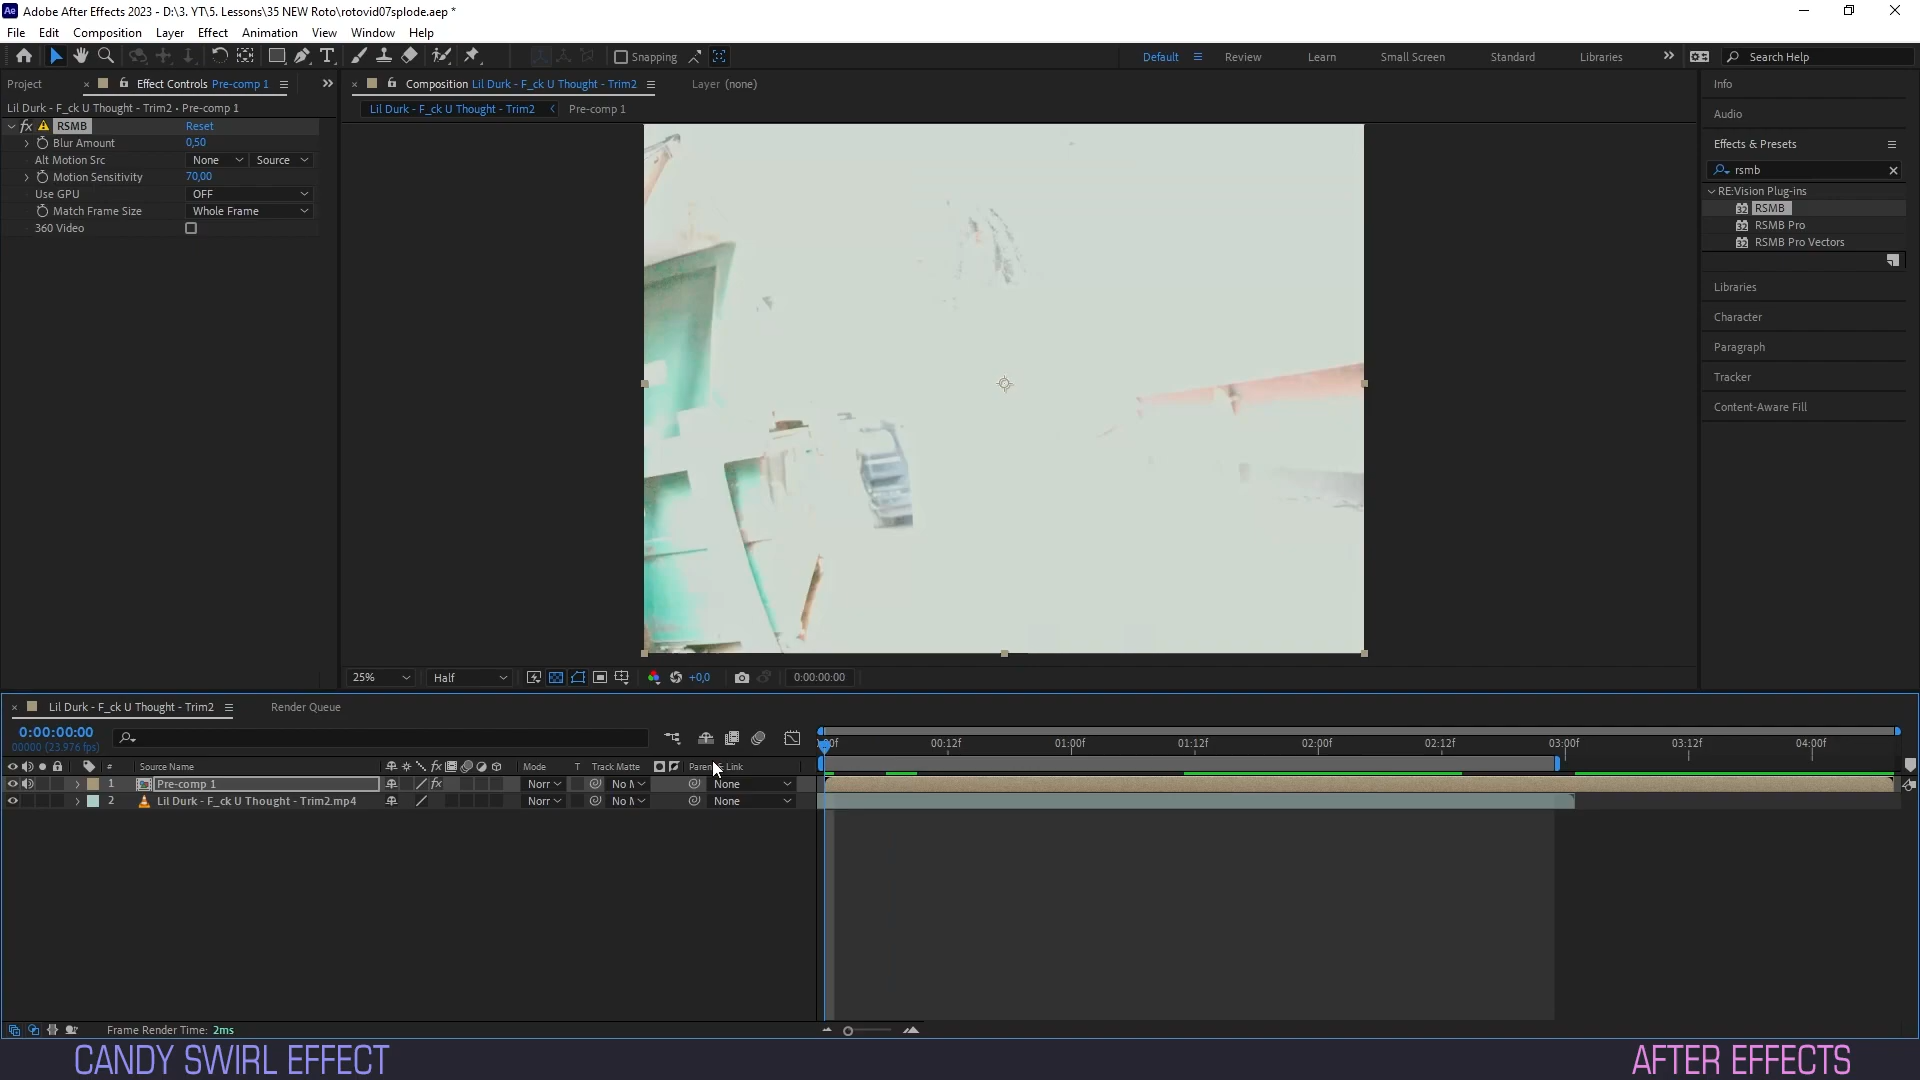 Adobe After Effects 2023 - D:\3. YT\5. Lessons\35 NEW Roto\rotovid07splode.aep *
File Edit Composition Layer Effect Animation View Window Help
Snapping Default Review Learn Small Screen Standard Libraries Search Help
Project Effect Controls Pre-comp 1
Lil Durk - F_ck U Thought - Trim2 • Pre-comp 1
fx RSMB Reset
Blur Amount 0,50
Alt Motion Src None Source
Motion Sensitivity 70,00
Use GPU OFF
Match Frame Size Whole Frame
360 Video
Composition Lil Durk - F_ck U Thought - Trim2 Layer (none)
Lil Durk - F_ck U Thought - Trim2 Pre-comp 1
25% Half +0,0 0:00:00:00
Info
Audio
Effects & Presets
rsmb
RE:Vision Plug-ins
RSMB
RSMB Pro
RSMB Pro Vectors
Libraries
Character
Paragraph
Tracker
Content-Aware Fill
Lil Durk - F_ck U Thought - Trim2 Render Queue
0:00:00:00
00000 (23.976 fps)
00:12f 01:00f 01:12f 02:00f 02:12f 03:00f 03:12f 04:00f
# Source Name Mode T Track Matte Parent & Link
1 Pre-comp 1 Norr No None
2 Lil Durk - F_ck U Thought - Trim2.mp4 Norr No None
Frame Render Time: 2ms
CANDY SWIRL EFFECT
AFTER EFFECTS